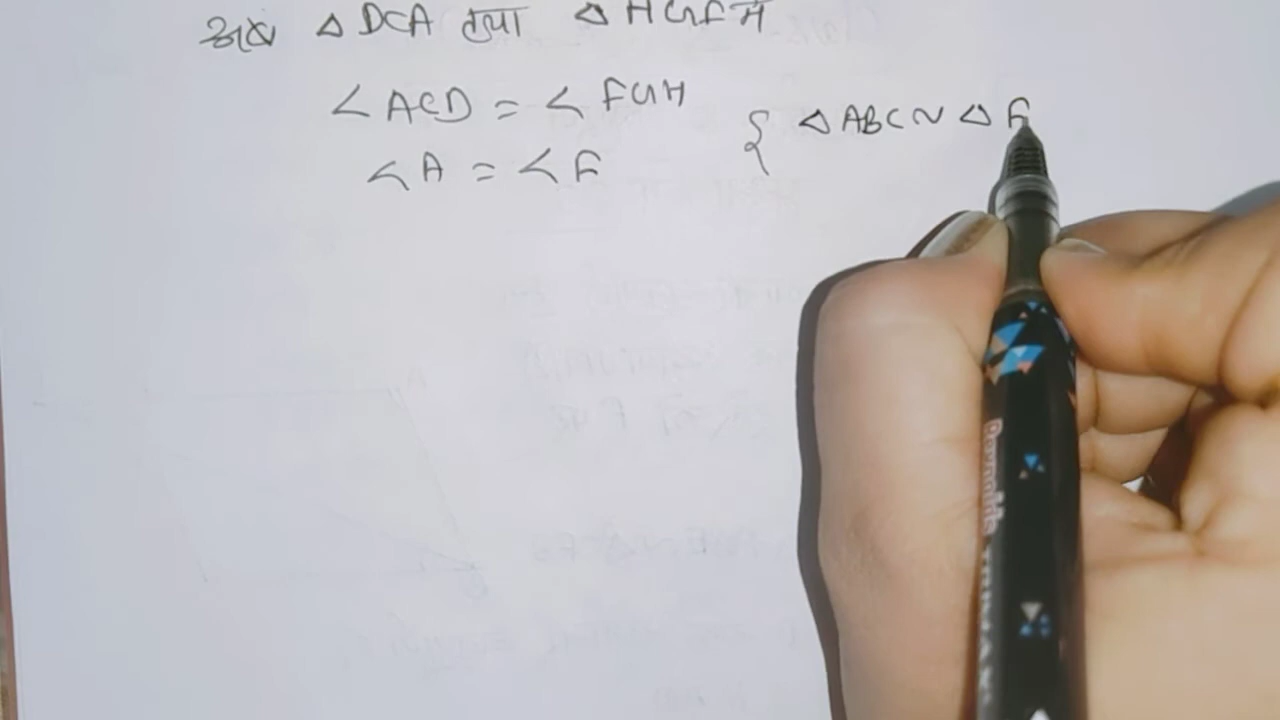 अब △ DCA तथा △ HGF में
∠ ACD = ∠ FGH
∠ A = ∠ F
{ △ ABC ~ △ F